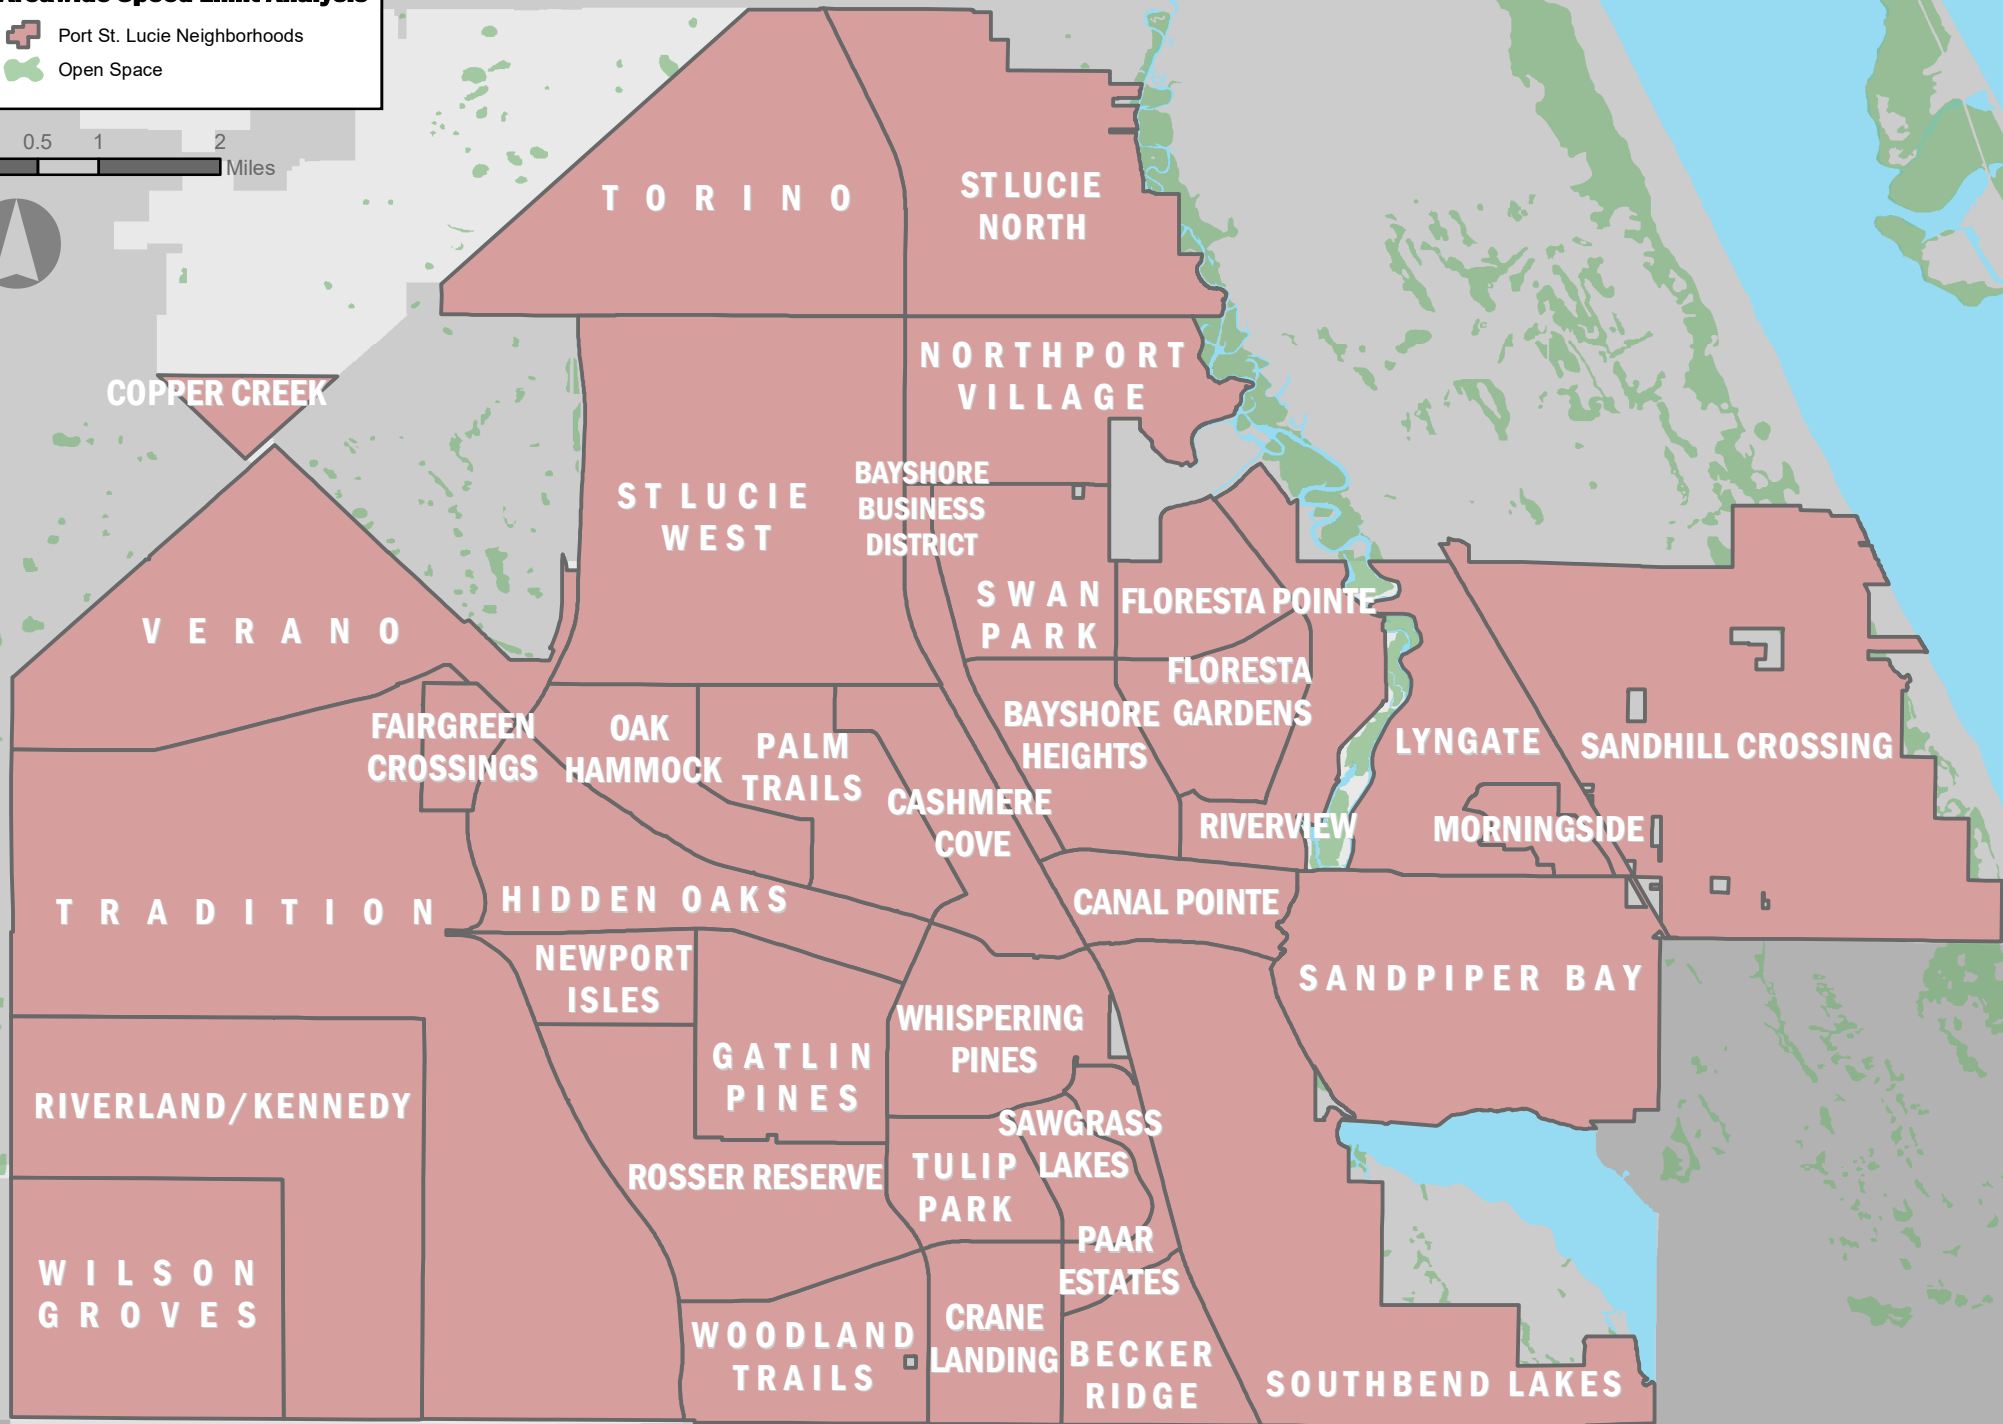 Areawide Speed Limit Analysis
Port St. Lucie Neighborhoods
Open Space
0.5 1 2
Miles
TORINO
ST LUCIE
NORTH
NORTHPORT
VILLAGE
COPPER CREEK
ST LUCIE
WEST
BAYSHORE
BUSINESS
DISTRICT
SWAN
PARK
FLORESTA POINTE
VERANO
FLORESTA
GARDENS
BAYSHORE
HEIGHTS
FAIRGREEN
CROSSINGS
OAK
HAMMOCK
PALM
TRAILS
LYNGATE
SANDHILL CROSSING
CASHMERE
COVE
RIVERVIEW
MORNINGSIDE
TRADITION
HIDDEN OAKS
CANAL POINTE
NEWPORT
ISLES
SANDPIPER BAY
WHISPERING
PINES
GATLIN
PINES
RIVERLAND/KENNEDY
SAWGRASS
LAKES
TULIP
PARK
ROSSER RESERVE
PAAR
ESTATES
WILSON
GROVES
CRANE
LANDING
WOODLAND
TRAILS
BECKER
RIDGE
SOUTHBEND LAKES